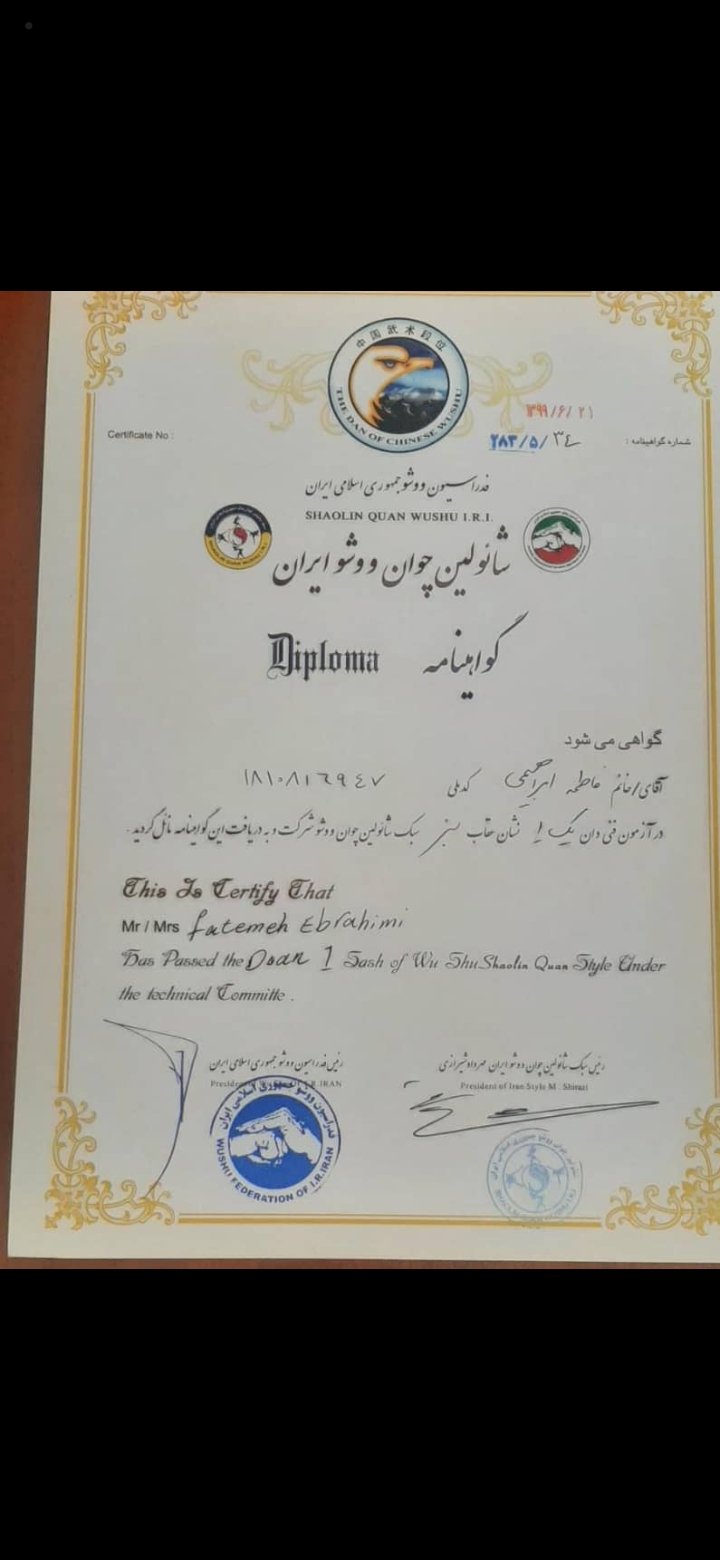 中国武术段位
THE DAN OF CHINESE WUSHU
۱۳۹۹/۶/۲۱
Certificate No :
شماره گواهینامه : ۲۸۳/۵/۳۴
فدراسیون ووشو جمهوری اسلامی ایران
SHAOLIN QUAN WUSHU I.R.I.
شائولین چوان ووشو ایران
Diploma گواهینامه
گواهی می شود
آقای/خانم فاطمه ابراهیمی کدملی ۱۸۱۰۸۱۶۹۴۷
در آزمون فنی دان یک ۱ نشان عقاب سبز سبک شائولین چوان ووشو شرکت و به دریافت این گواهینامه نائل گردید .
This Is Certify That
Mr / Mrs fatemeh Ebrahimi
Has Passed the Doan 1 Sash of Wu Shu Shaolin Quan Style Under
the technical Committe .
رئیس سبک شائولین چوان ووشو ایران مهرداد شیرازی
President of Iran Style M . Shirazi
رئیس فدراسیون ووشو جمهوری اسلامی ایران
فدراسیون ووشو جمهوری اسلامی ایران
WUSHU FEDERATION OF I.R.IRAN